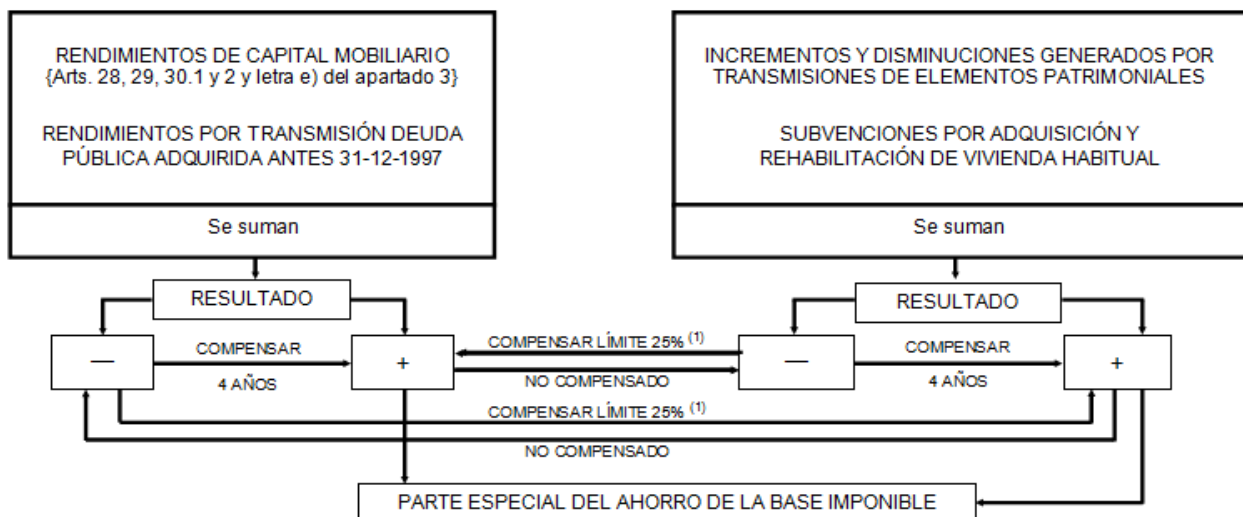 RENDIMIENTOS DE CAPITAL MOBILIARIO
{Arts. 28, 29, 30.1 y 2 y letra e) del apartado 3}
RENDIMIENTOS POR TRANSMISIÓN DEUDA
PÚBLICA ADQUIRIDA ANTES 31-12-1997
Se suman
INCREMENTOS Y DISMINUCIONES GENERADOS POR
TRANSMISIONES DE ELEMENTOS PATRIMONIALES
SUBVENCIONES POR ADQUISICIÓN Y
REHABILITACIÓN DE VIVIENDA HABITUAL
Se suman
RESULTADO
RESULTADO
—
COMPENSAR
4 AÑOS
+
COMPENSAR LÍMITE 25% (1)
NO COMPENSADO
—
COMPENSAR
4 AÑOS
+
COMPENSAR LÍMITE 25% (1)
NO COMPENSADO
PARTE ESPECIAL DEL AHORRO DE LA BASE IMPONIBLE